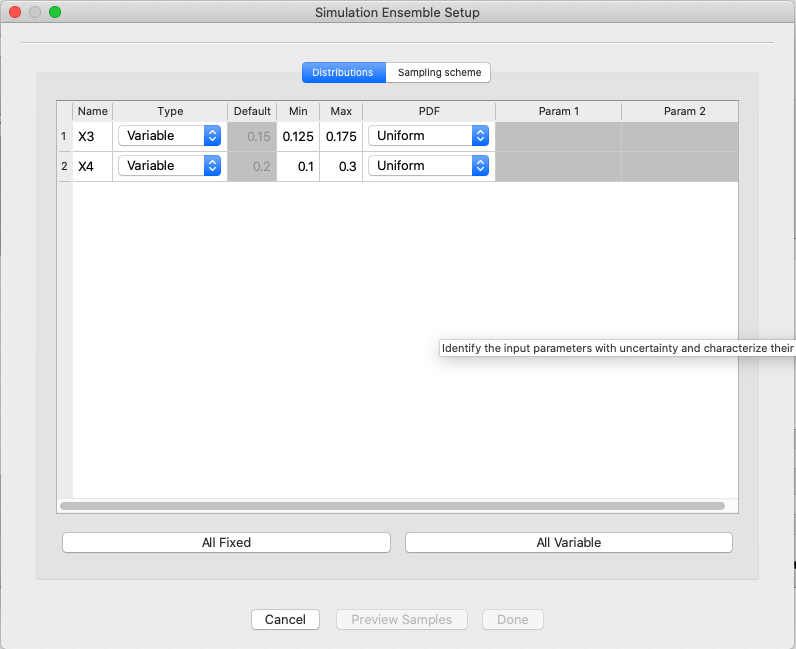 Simulation Ensemble Setup
Distributions Sampling scheme
Name Type Default Min Max PDF Param 1 Param 2
1 X3 Variable 0.15 0.125 0.175 Uniform
2 X4 Variable 0.2 0.1 0.3 Uniform
Identify the input parameters with uncertainty and characterize their
All Fixed All Variable
Cancel Preview Samples Done